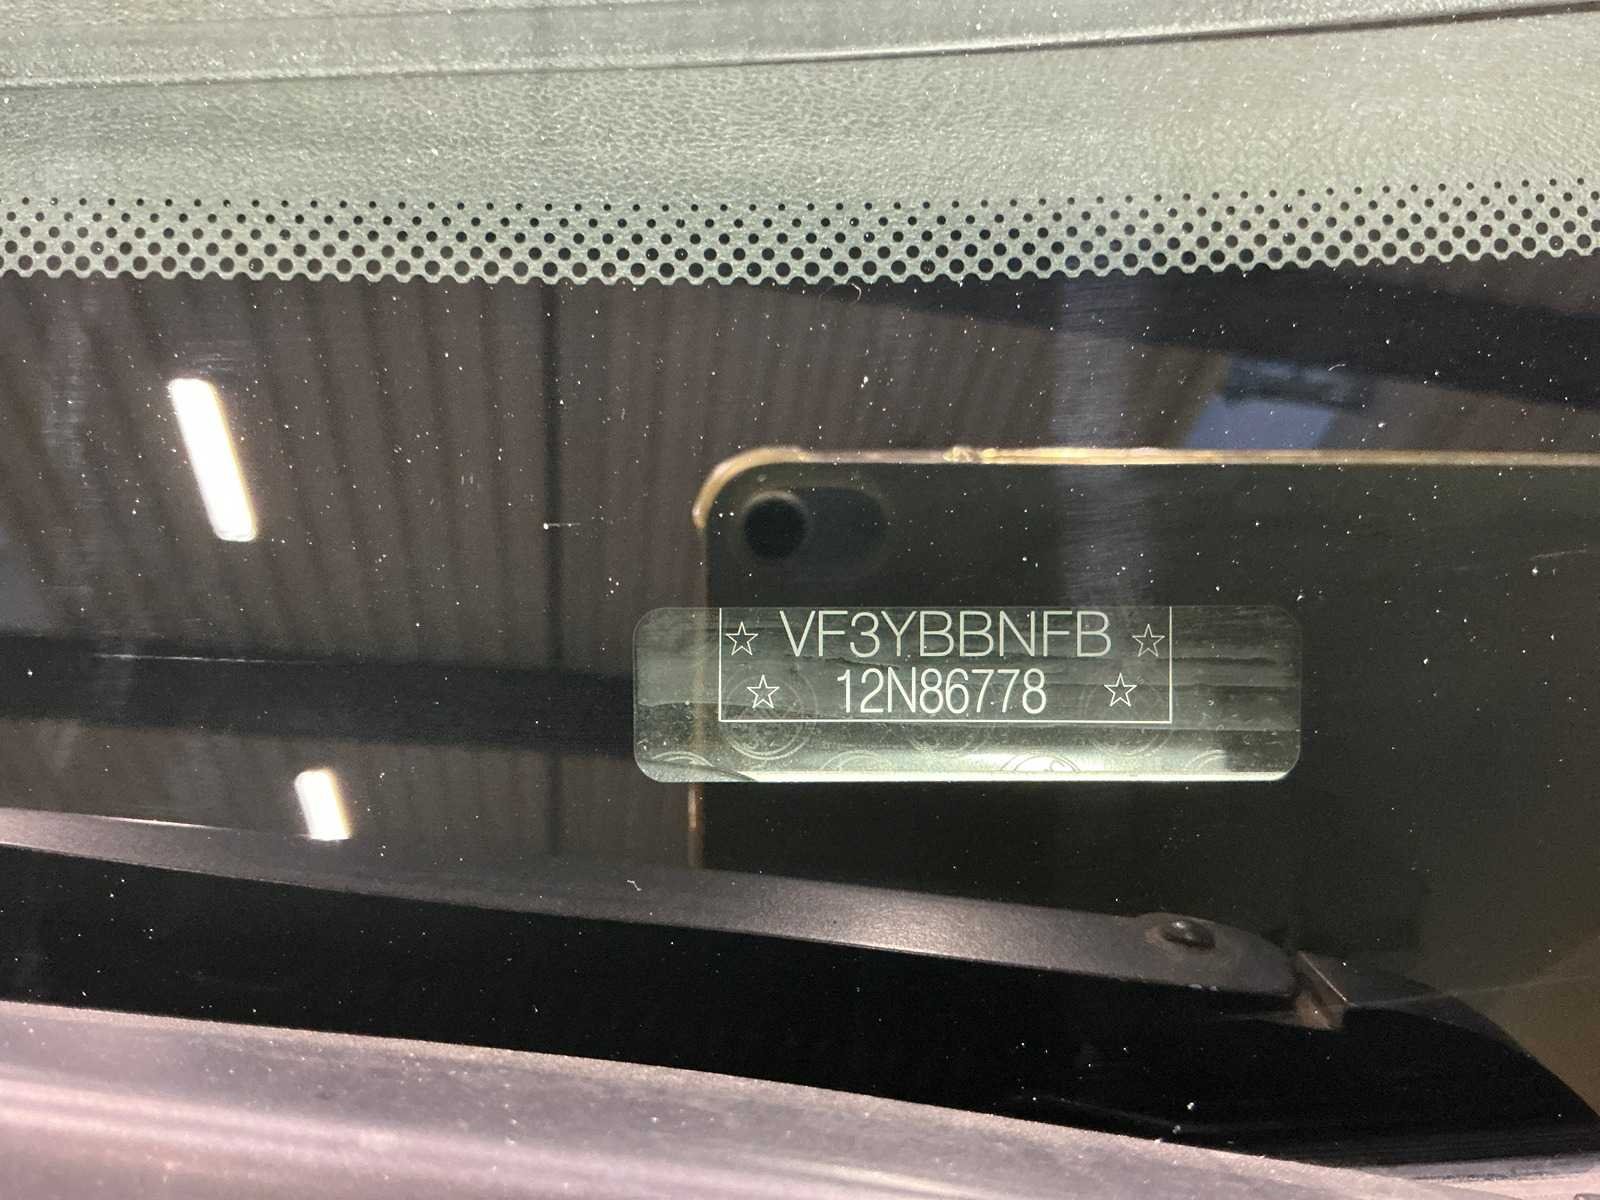 ☆ VF3YBBNFB ☆
☆ 12N86778 ☆